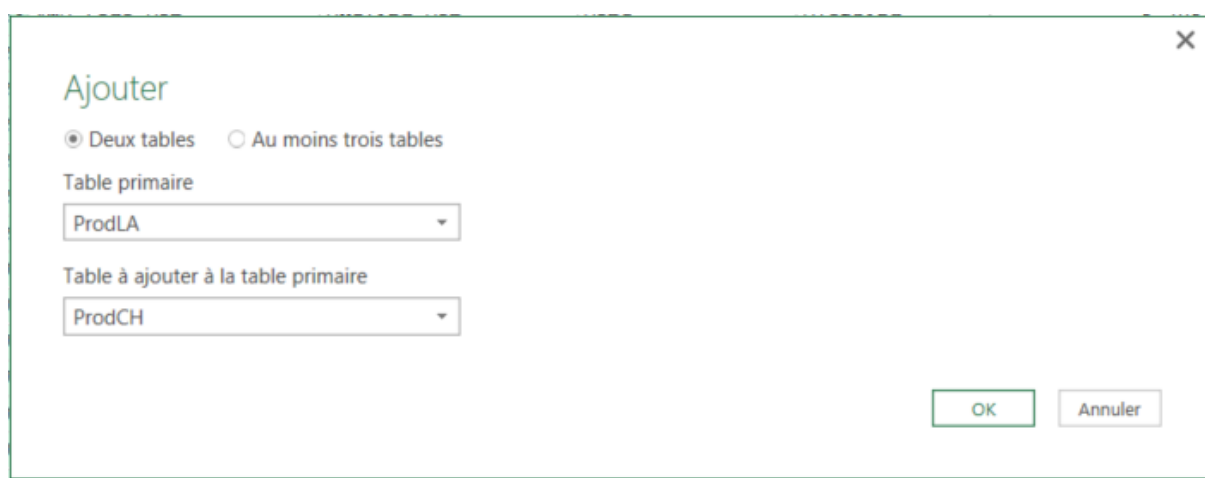 Ajouter
Deux tables Au moins trois tables
Table primaire
ProdLA
Table à ajouter à la table primaire
ProdCH
OK Annuler